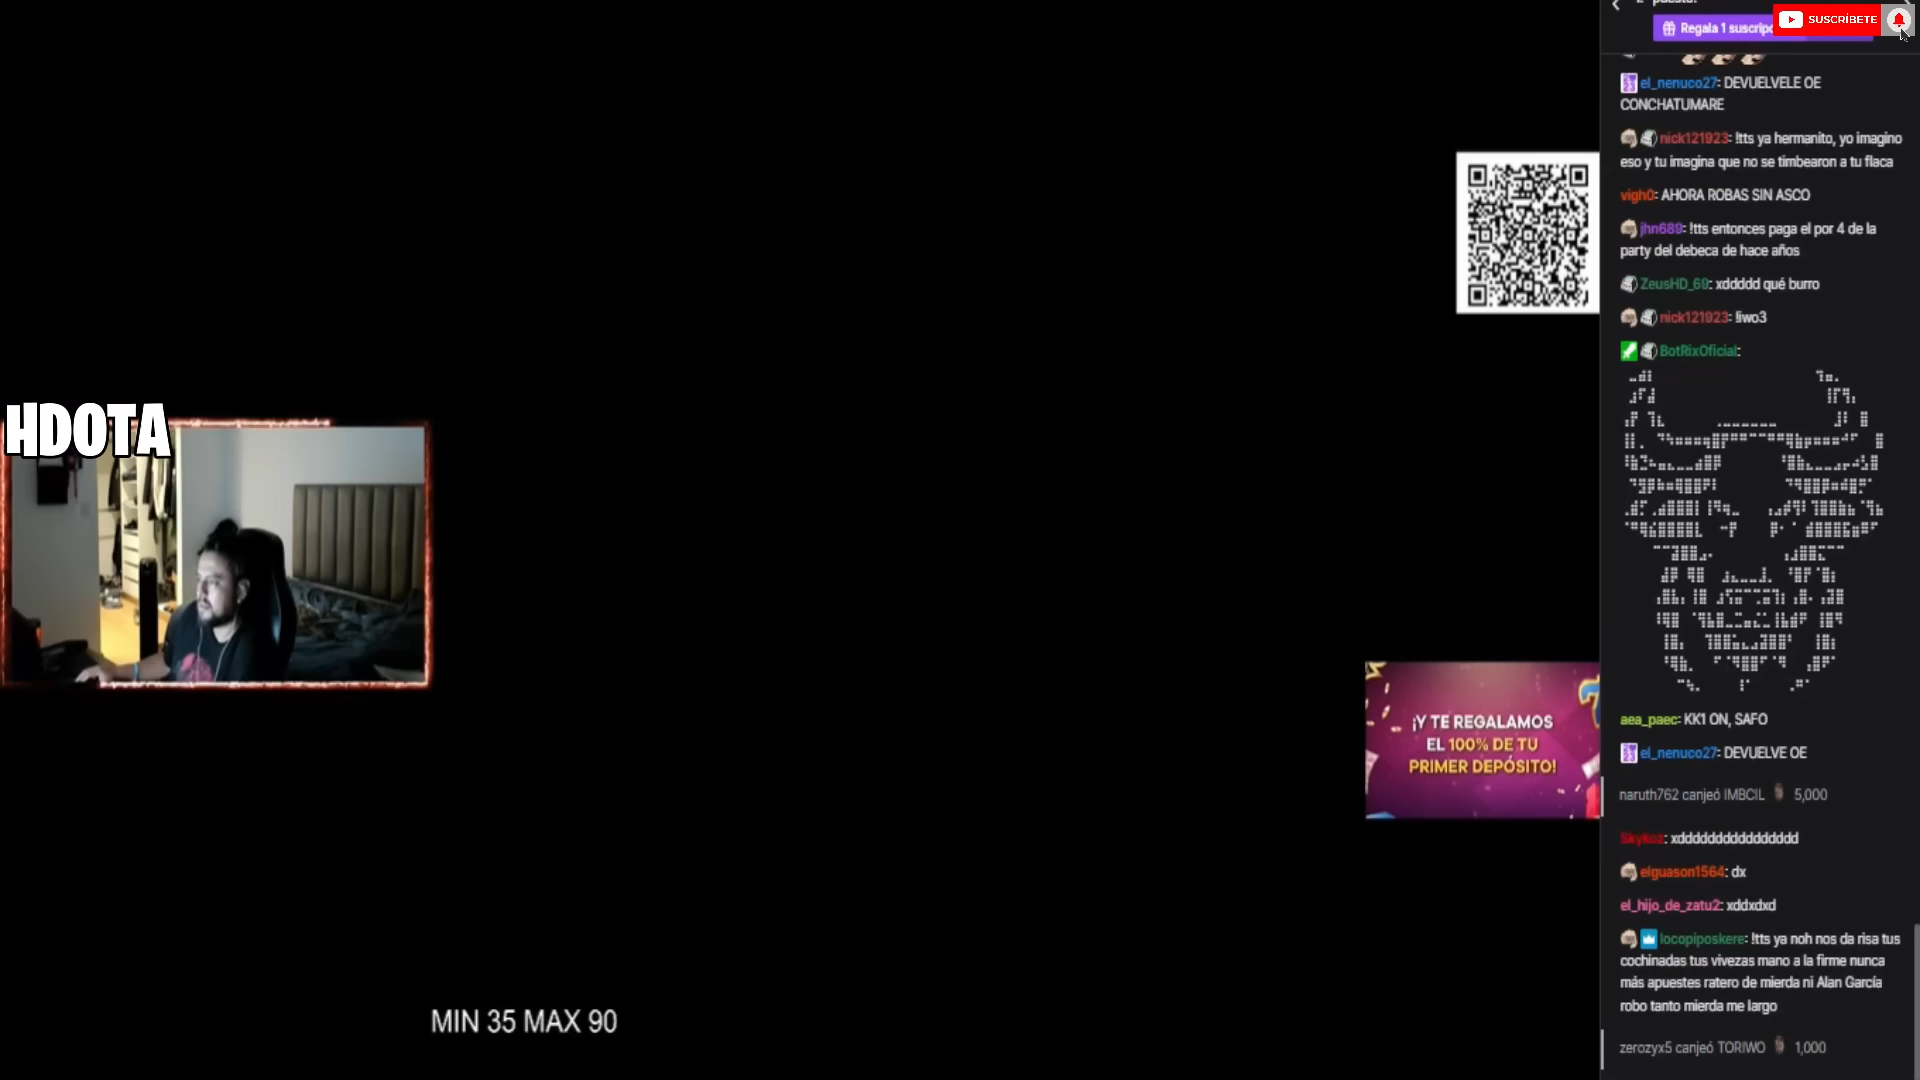 Regala 1 suscripc
SUSCRÍBETE
el_nenuco27: DEVUELVELE OE
CONCHATUMARE
nick121923: !tts ya hermanito, yo imagino
eso y tu imagina que no se timbearon a tu flaca
vigh0: AHORA ROBAS SIN ASCO
jhn689: !tts entonces paga el por 4 de la
party del debeca de hace años
ZeusHD_69: xddddd qué burro
nick121923: !iwo3
BotRixOficial:
HDOTA
¡Y TE REGALAMOS
EL 100% DE TU
PRIMER DEPÓSITO!
aea_paec: KK1 ON, SAFO
el_nenuco27: DEVUELVE OE
naruth762 canjeó IMBCIL 5,000
Skykoz: xdddddddddddddddd
elguason1564: dx
el_hijo_de_zatu2: xddxdxd
locopiposkere: !tts ya noh nos da risa tus
cochinadas tus vivezas mano a la firme nunca
más apuestes ratero de mierda ni Alan García
robo tanto mierda me largo
zerozyx5 canjeó TORIWO 1,000
MIN 35 MAX 90